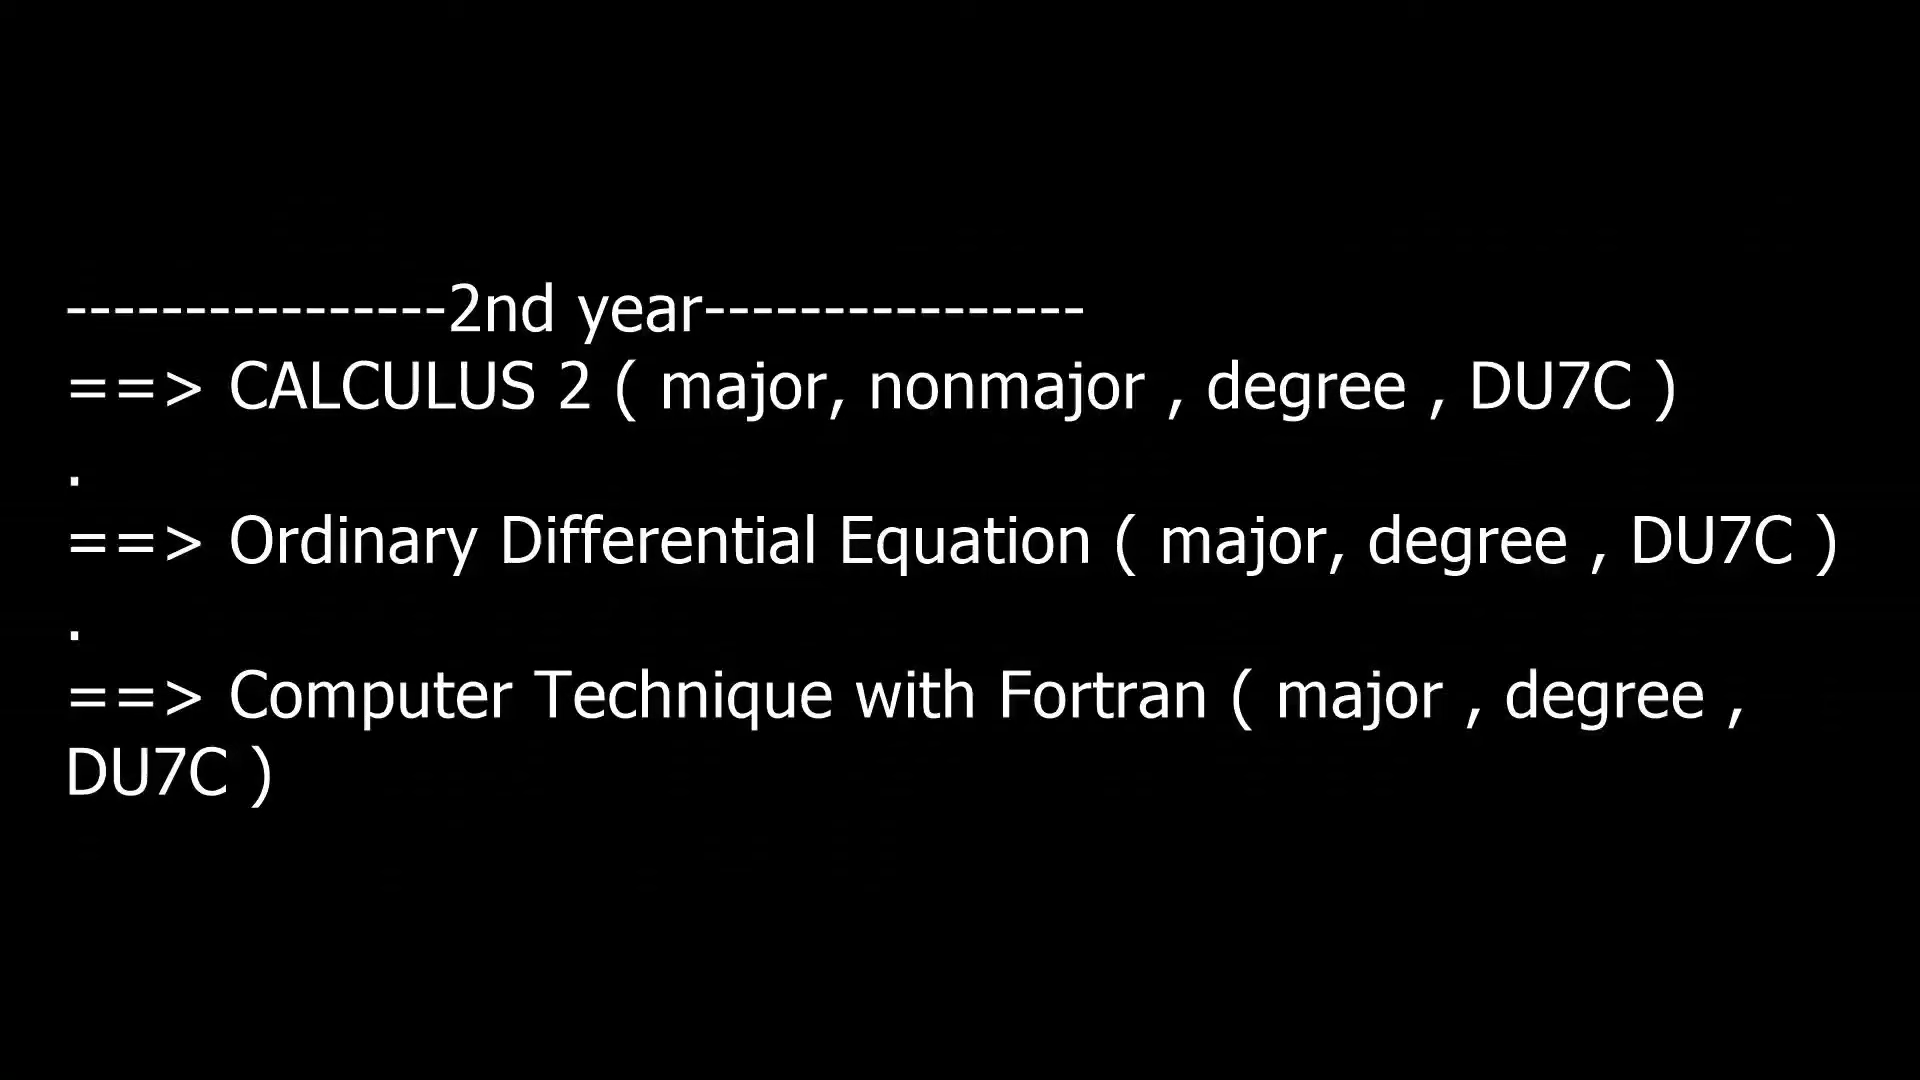 ----------------2nd year----------------
==> CALCULUS 2 ( major, nonmajor , degree , DU7C )
.
==> Ordinary Differential Equation ( major, degree , DU7C )
.
==> Computer Technique with Fortran ( major , degree ,
DU7C )